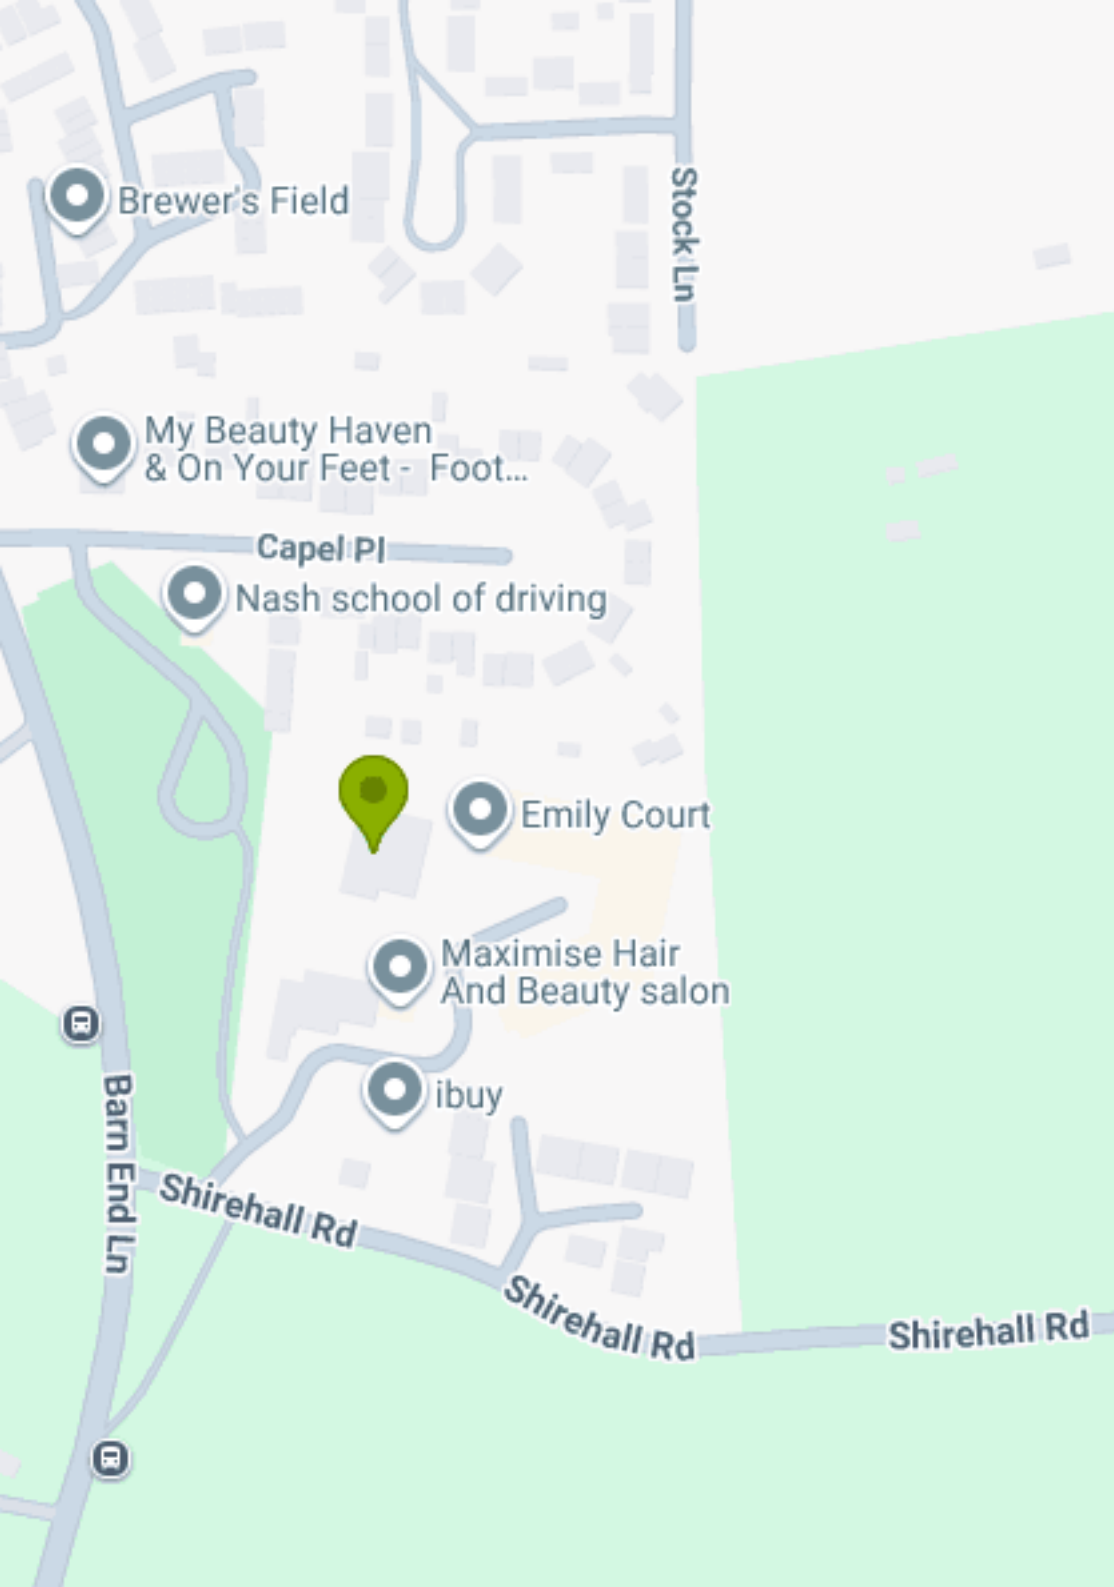 Brewer's Field
Stock Ln
My Beauty Haven
& On Your Feet - Foot...
Capel Pl
Nash school of driving
Emily Court
Maximise Hair
And Beauty salon
ibuy
Barn End Ln
Shirehall Rd
Shirehall Rd
Shirehall Rd